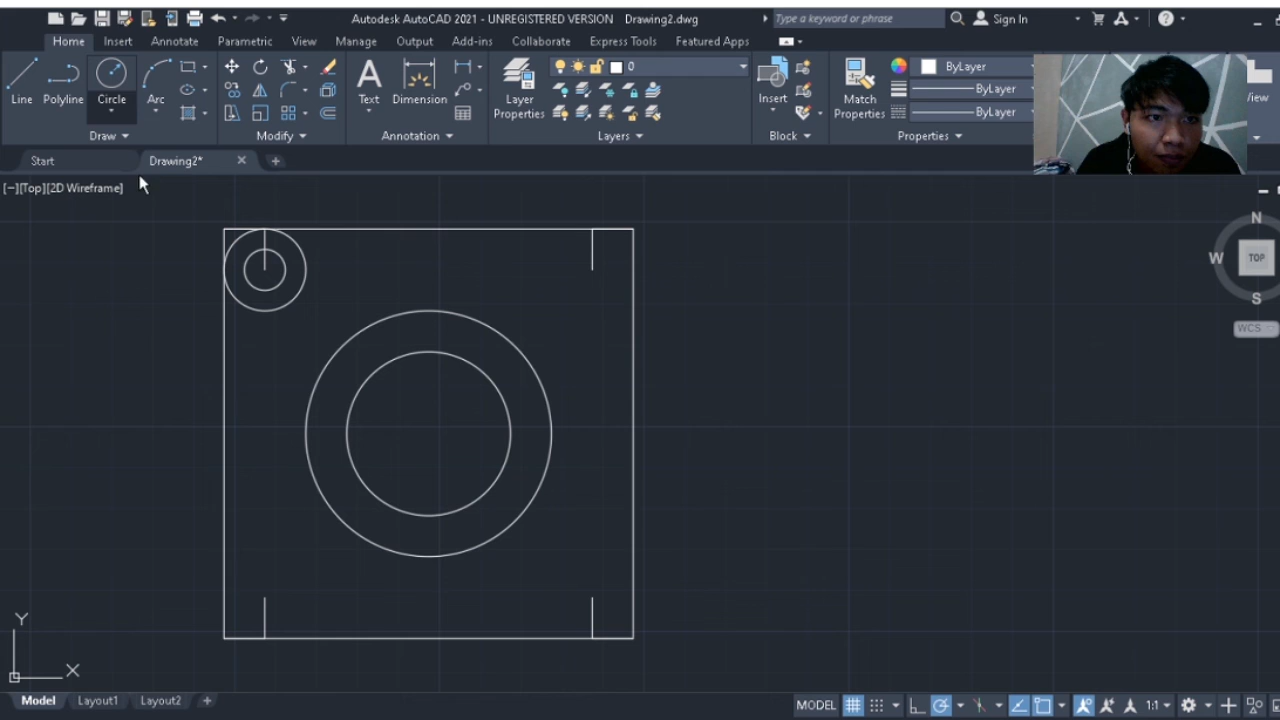 Autodesk AutoCAD 2021 - UNREGISTERED VERSION Drawing2.dwg Type a keyword or phrase Sign In
Home Insert Annotate Parametric View Manage Output Add-ins Collaborate Express Tools Featured Apps
0 ByLayer
ByLayer
Line Polyline Circle Arc Text Dimension Layer Properties Insert Match Properties ByLayer
Draw Modify Annotation Layers Block Properties
Start Drawing2*
[−][Top][2D Wireframe]
N
W TOP
S
WCS
Y
X
Model Layout1 Layout2 MODEL 1:1